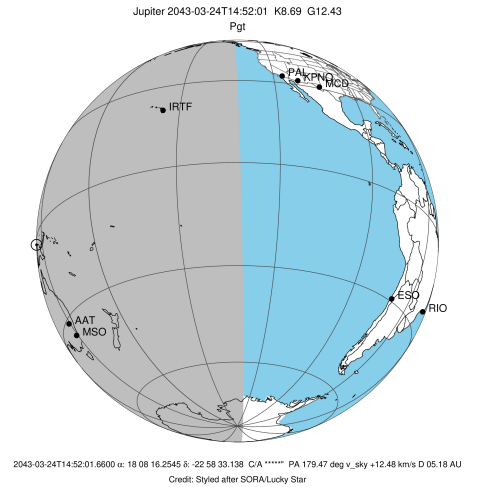 Jupiter 2043-03-24T14:52:01 K8.69 G12.43
Pgt
PAL
KPNO
MCD
IRTF
ESO
RIO
AAT
MSO
2043-03-24T14:52:01.6600 α: 18 08 16.2545 δ: -22 58 33.138 C/A *****" PA 179.47 deg v_sky +12.48 km/s D 05.18 AU
Credit: Styled after SORA/Lucky Star